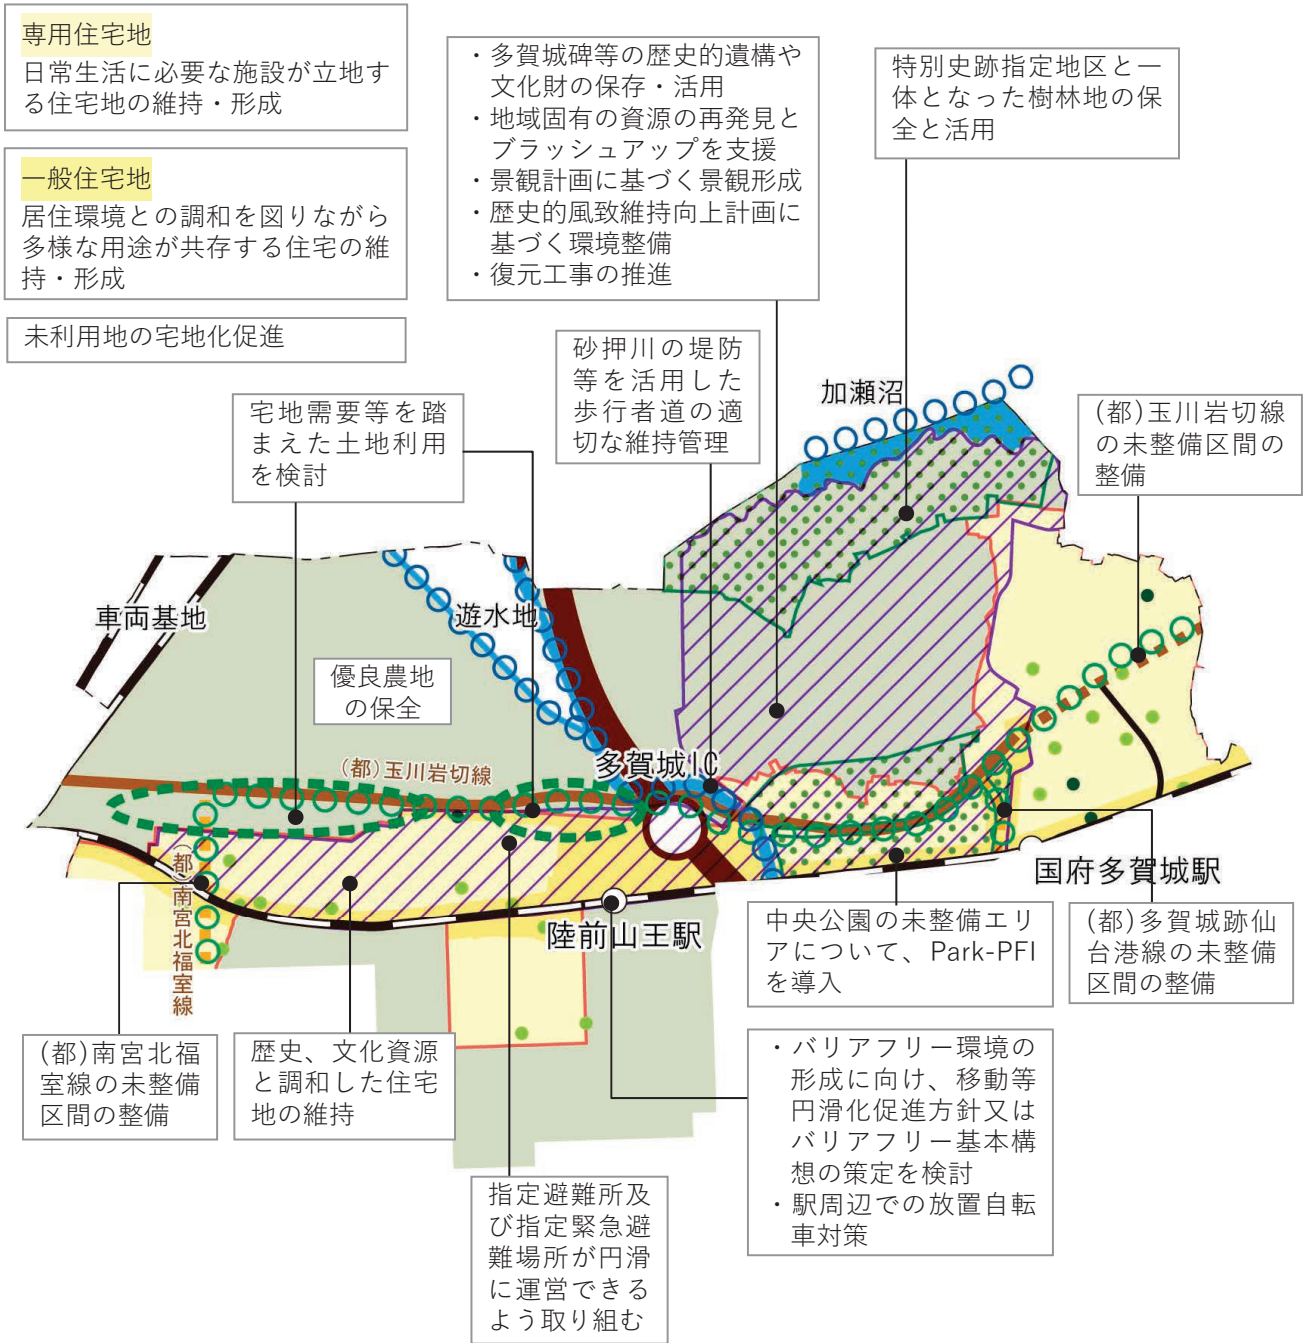 専用住宅地
日常生活に必要な施設が立地す
る住宅地の維持・形成
一般住宅地
居住環境との調和を図りながら
多様な用途が共存する住宅の維
持・形成
未利用地の宅地化促進
・多賀城碑等の歴史的遺構や
文化財の保存・活用
・地域固有の資源の再発見と
ブラッシュアップを支援
・景観計画に基づく景観形成
・歴史的風致維持向上計画に
基づく環境整備
・復元工事の推進
特別史跡指定地区と一
体となった樹林地の保
全と活用
宅地需要等を踏
まえた土地利用
を検討
砂押川の堤防
等を活用した
歩行者道の適
切な維持管理
加瀬沼
(都)玉川岩切線
の未整備区間の
整備
車両基地
遊水地
優良農地
の保全
多賀城IC
(都)玉川岩切線
(都)南宮北福室線
国府多賀城駅
陸前山王駅
中央公園の未整備エリ
アについて、Park-PFI
を導入
(都)多賀城跡仙
台港線の未整備
区間の整備
(都)南宮北福
室線の未整備
区間の整備
歴史、文化資源
と調和した住宅
地の維持
・バリアフリー環境の
形成に向け、移動等
円滑化促進方針又は
バリアフリー基本構
想の策定を検討
・駅周辺での放置自転
車対策
指定避難所及
び指定緊急避
難場所が円滑
に運営できる
よう取り組む